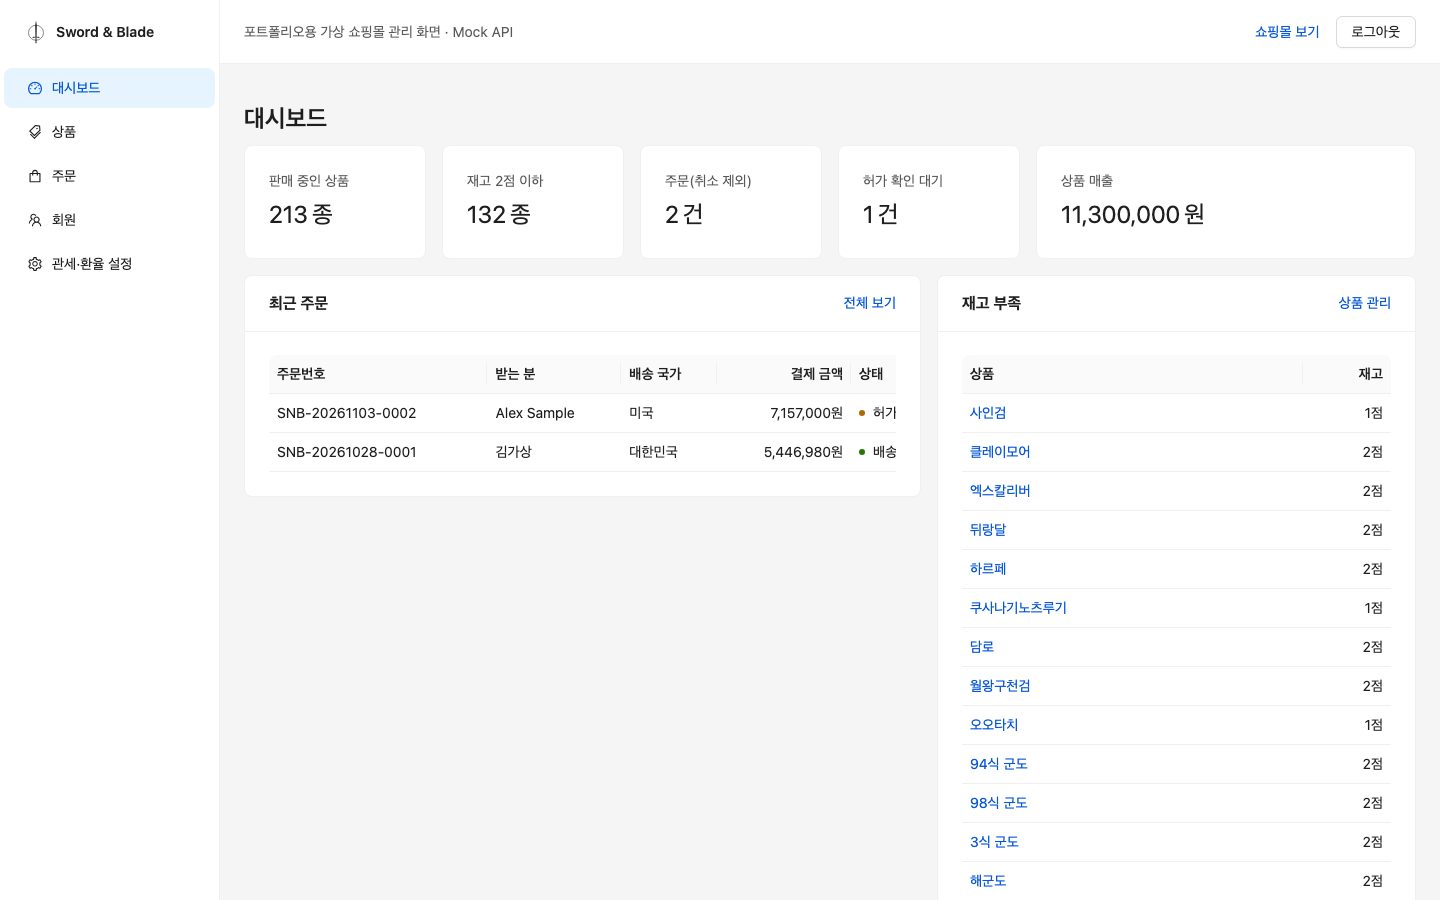 Sword & Blade
포트폴리오용 가상 쇼핑몰 관리 화면 · Mock API
쇼핑몰 보기
로그아웃
대시보드
상품
주문
회원
관세·환율 설정
대시보드
판매 중인 상품
213 종
재고 2점 이하
132 종
주문(취소 제외)
2 건
허가 확인 대기
1 건
상품 매출
11,300,000 원
최근 주문
전체 보기
주문번호 받는 분 배송 국가 결제 금액 상태
SNB-20261103-0002 Alex Sample 미국 7,157,000원 허가
SNB-20261028-0001 김가상 대한민국 5,446,980원 배송
재고 부족
상품 관리
상품 재고
사인검 1점
클레이모어 2점
엑스칼리버 2점
뒤랑달 2점
하르페 2점
쿠사나기노츠루기 1점
담로 2점
월왕구천검 2점
오오타치 1점
94식 군도 2점
98식 군도 2점
3식 군도 2점
해군도 2점